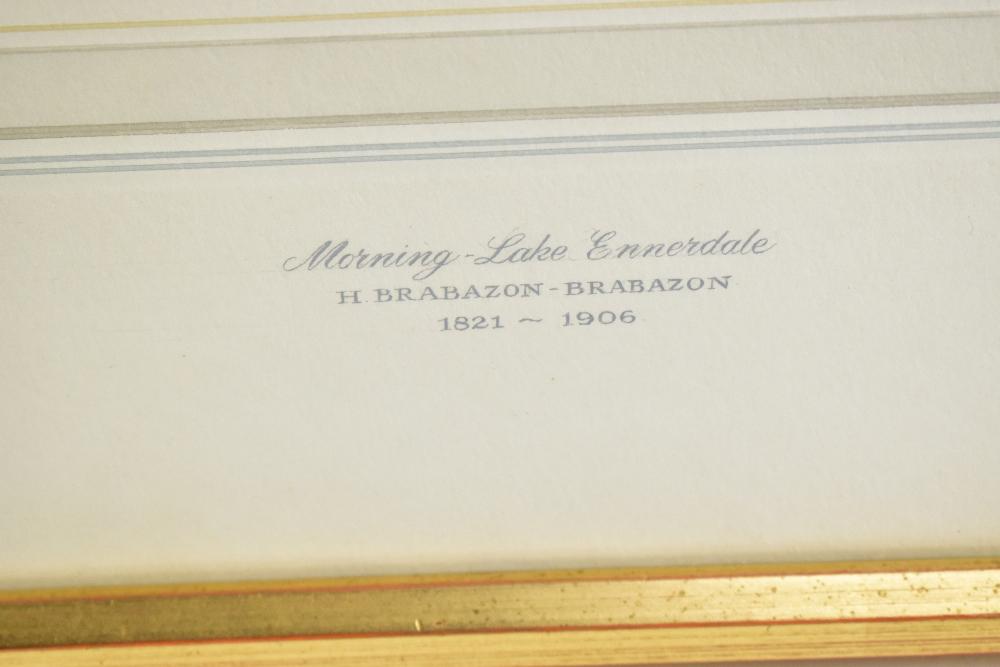 Morning - Lake Ennerdale
H. BRABAZON - BRABAZON
1821 ~ 1906